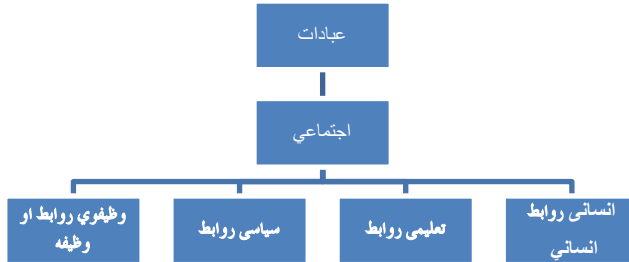 عبادات
اجتماعي
انسانی روابط
انساني
تعلیمی روابط
سیاسی روابط
وظیفوي روابط او
وظیفه